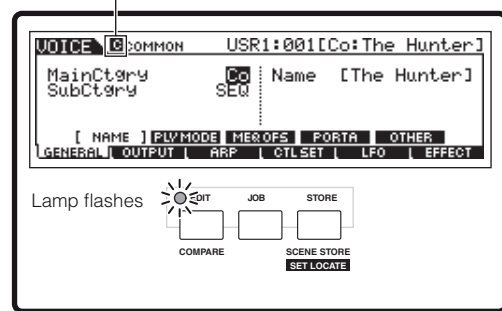 VOICE C COMMON USR1:001[Co:The Hunter]
MainCtgry Co Name [The Hunter]
SubCtgry SEQ
[ NAME ] PLYMODE MEQOFS PORTA OTHER
GENERAL OUTPUT ARP CTLSET LFO EFFECT
Lamp flashes
EDIT JOB STORE
COMPARE SCENE STORE
SET LOCATE